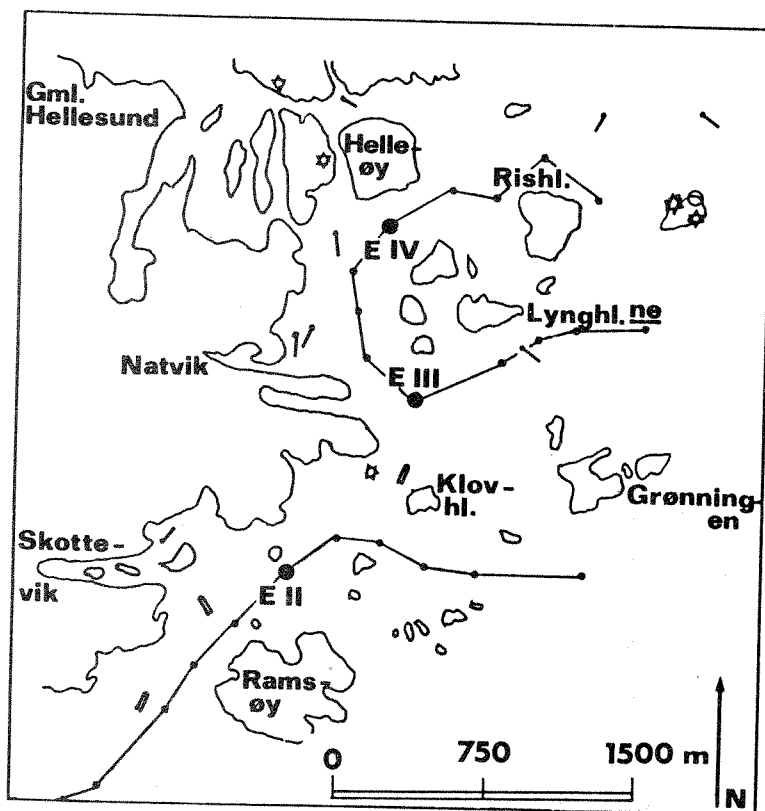 Gml.
Hellesund
Helle-
øy
Rishl.
E IV
Lynghl. ne
Natvik
E III
Klov-
hl.
Grønning-
en
Skotte-
vik
E II
Rams-
øy
0 750 1500 m
N